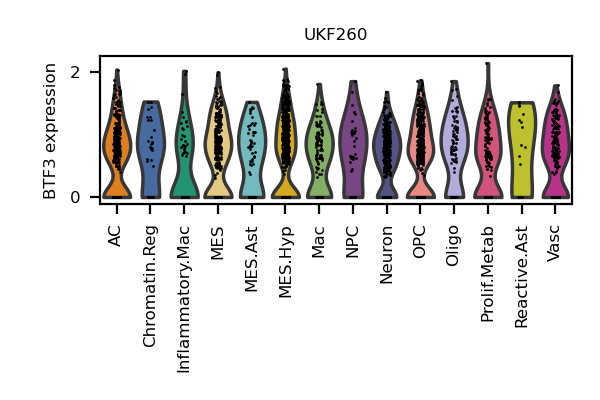 UKF260
BTF3 expression
2
0
AC
Chromatin.Reg
Inflammatory.Mac
MES
MES.Ast
MES.Hyp
Mac
NPC
Neuron
OPC
Oligo
Prolif.Metab
Reactive.Ast
Vasc